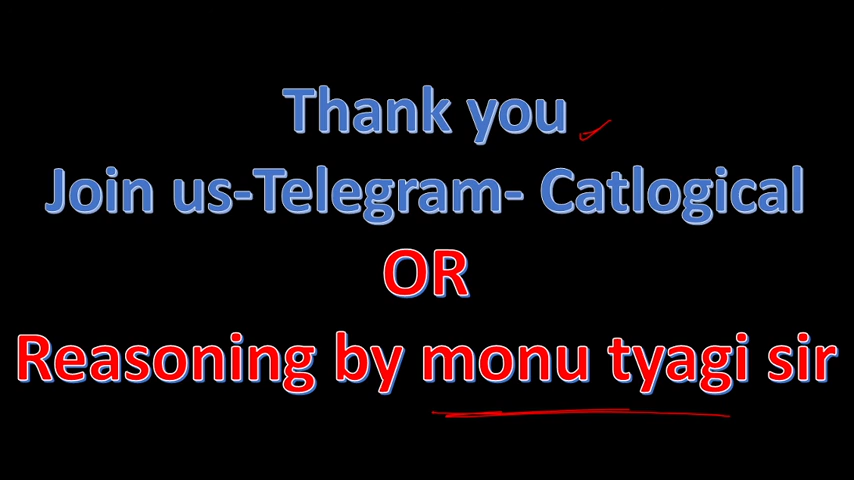 Thank you
Join us-Telegram- Catlogical
OR
Reasoning by monu tyagi sir